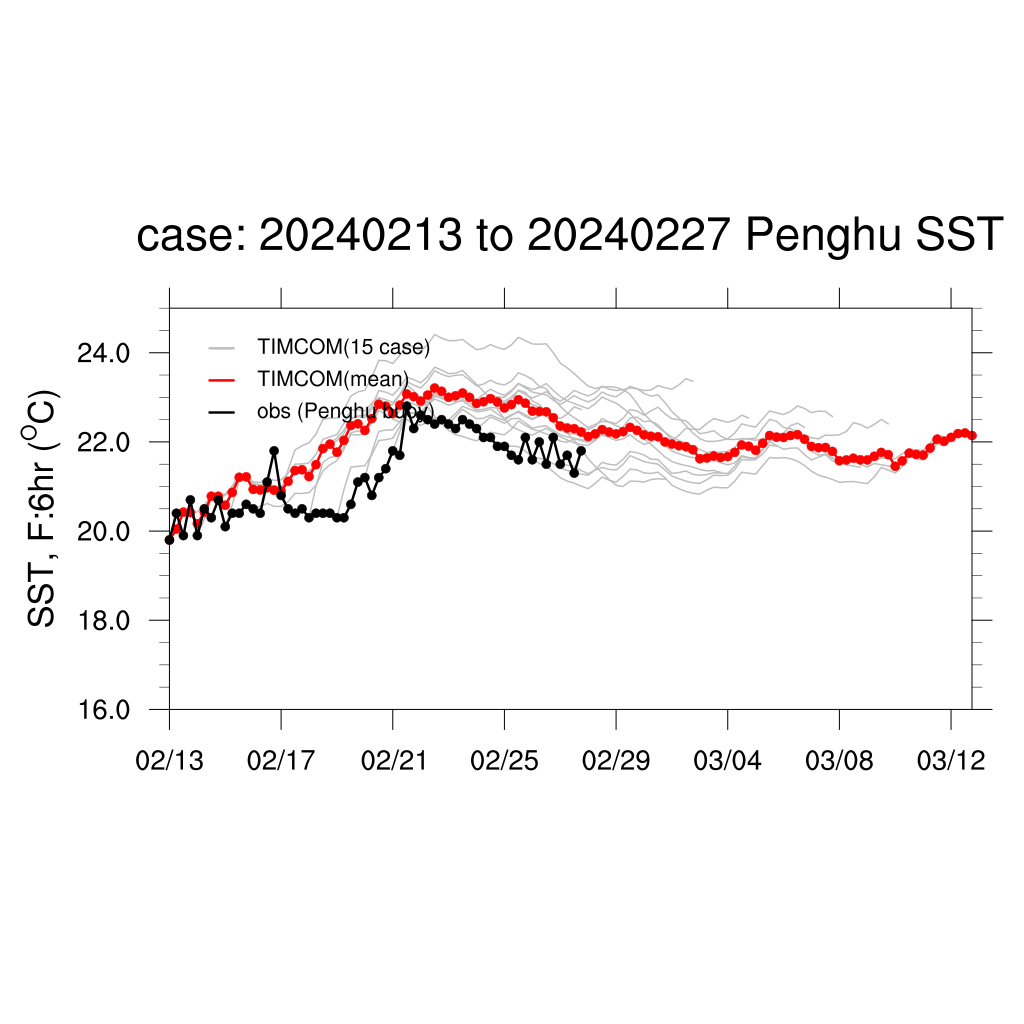 case: 20240213 to 20240227 Penghu SST
TIMCOM(15 case)
TIMCOM(mean)
obs (Penghu buoy)
SST, F:6hr (°C)
24.0
22.0
20.0
18.0
16.0
02/13 02/17 02/21 02/25 02/29 03/04 03/08 03/12